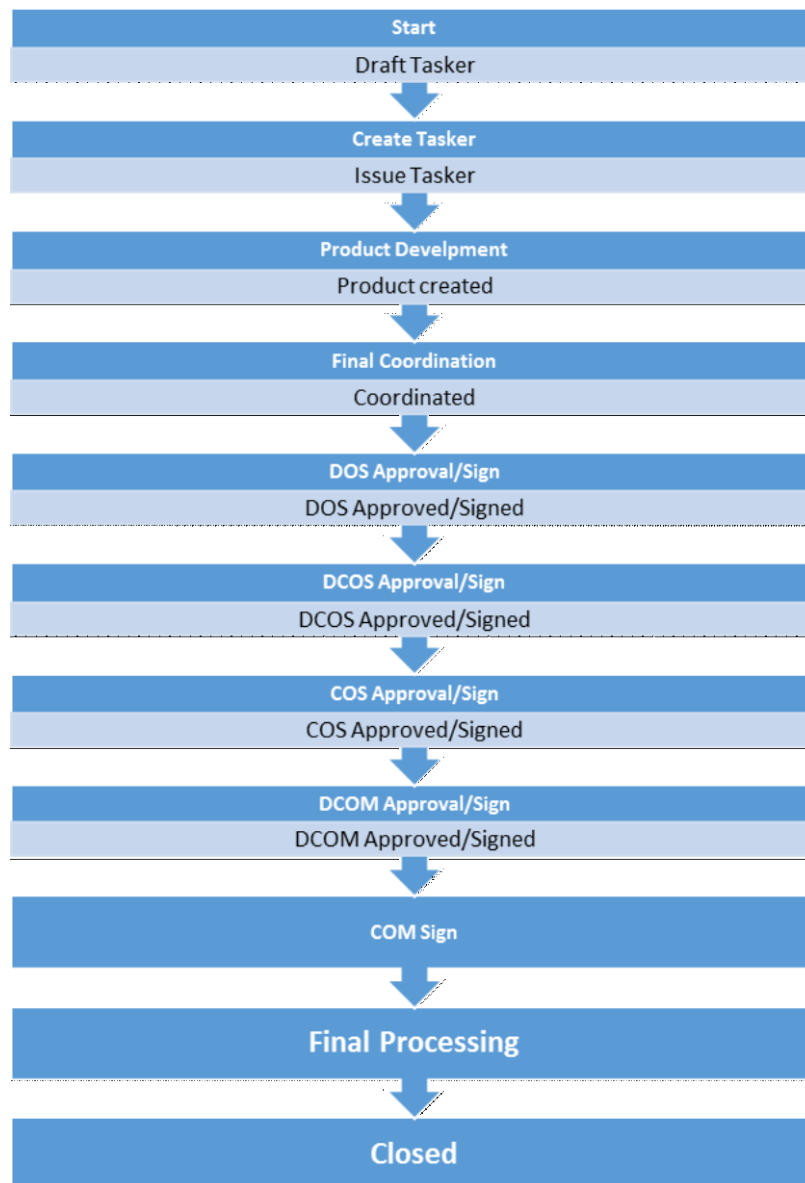 Start
Draft Tasker
Create Tasker
Issue Tasker
Product Develpment
Product created
Final Coordination
Coordinated
DOS Approval/Sign
DOS Approved/Signed
DCOS Approval/Sign
DCOS Approved/Signed
COS Approval/Sign
COS Approved/Signed
DCOM Approval/Sign
DCOM Approved/Signed
COM Sign
Final Processing
Closed